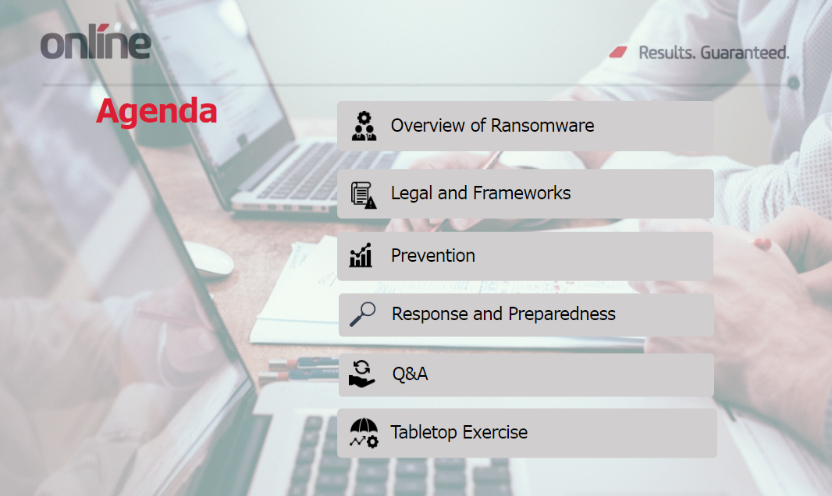 online
Results. Guaranteed.
Agenda
Overview of Ransomware
Legal and Frameworks
Prevention
Response and Preparedness
Q&A
Tabletop Exercise